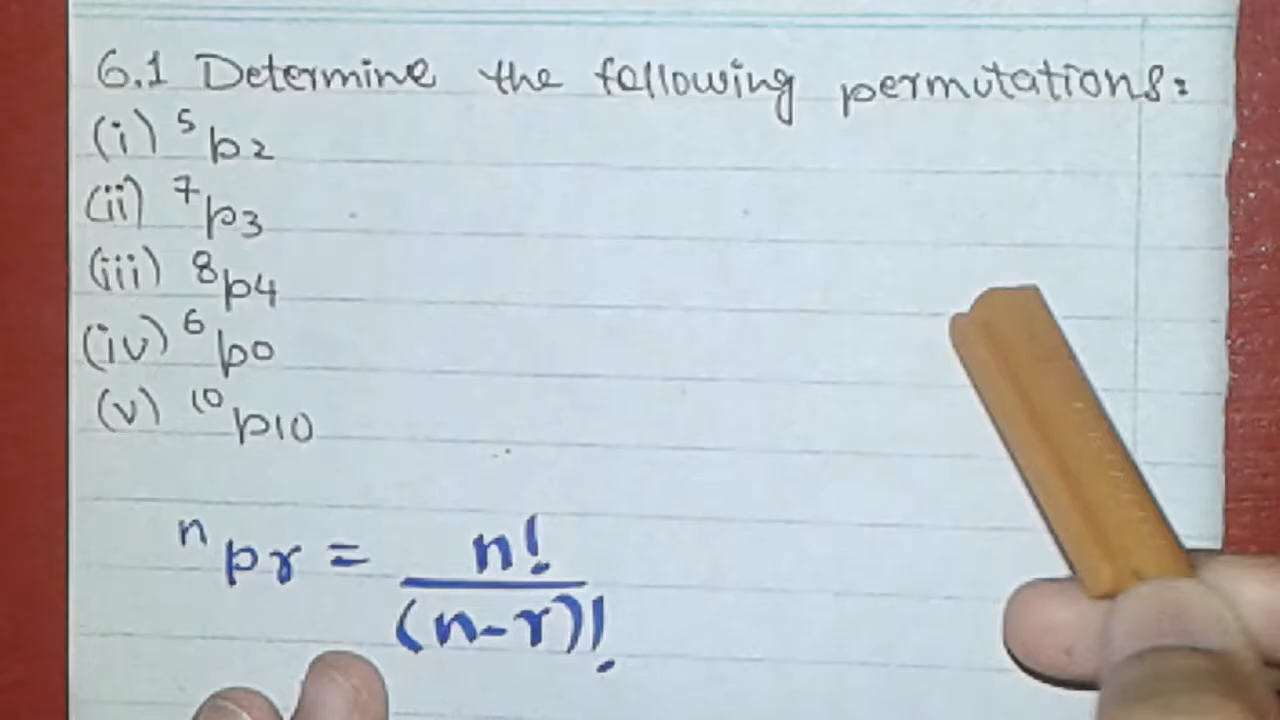 6.1 Determine the following permutations:
(i) ⁵p2
(ii) ⁷p3
(iii) ⁸p4
(iv) ⁶p0
(v) ¹⁰p10
ⁿpr = n!/(n-r)!